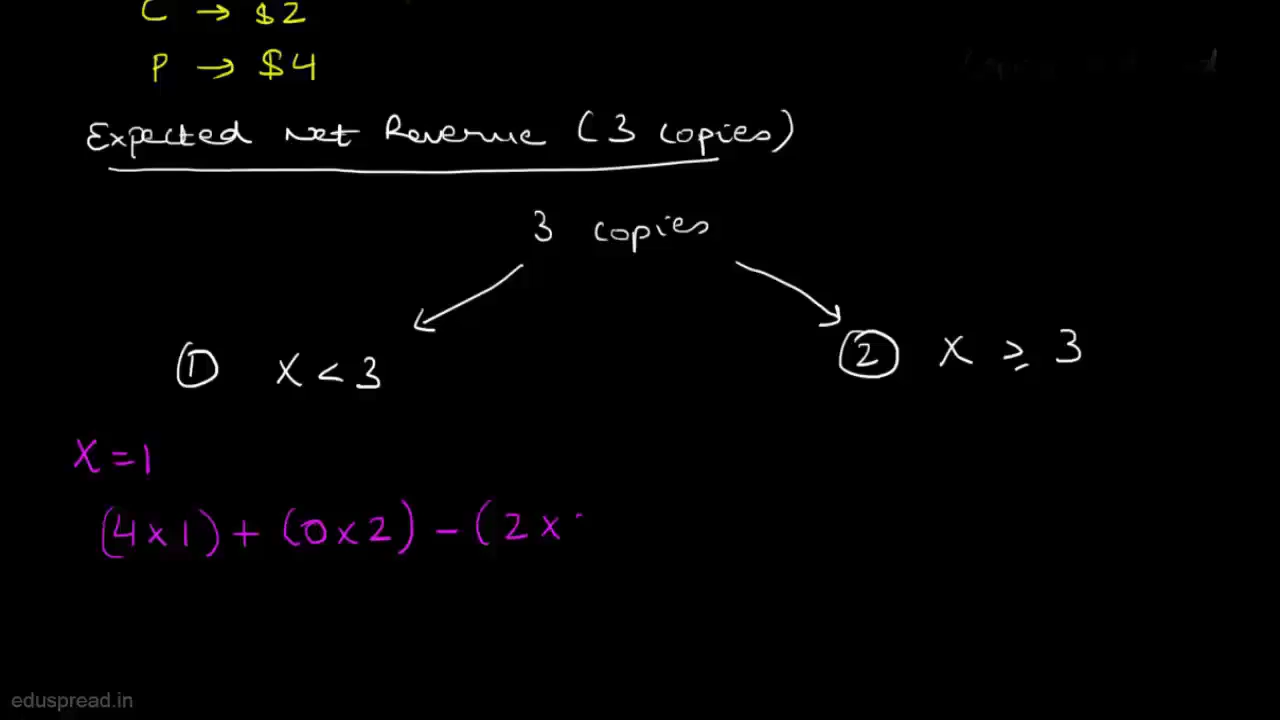 C → $2
P → $4
Expected Net Revenue (3 copies)
3 copies
① X < 3
② X ≥ 3
X = 1
(4 x 1) + (0 x 2) - (2 x
eduspread.in